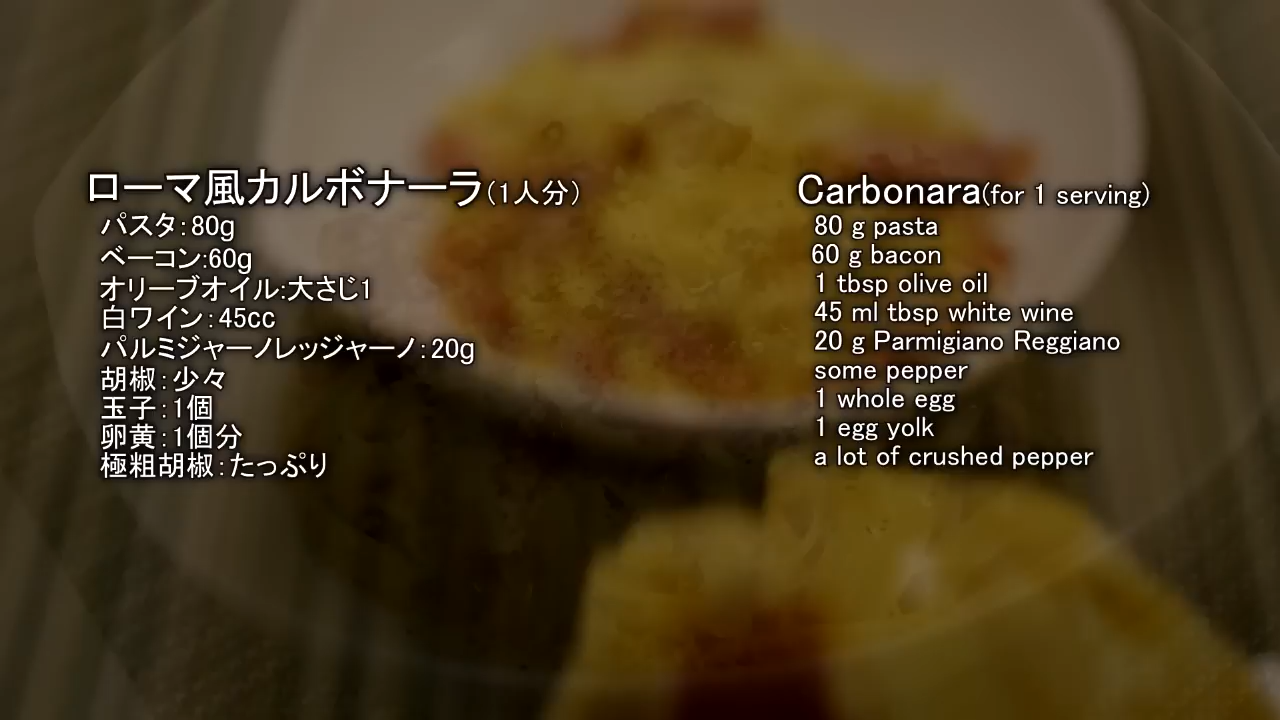 ローマ風カルボナーラ(1人分)
パスタ:80g
ベーコン:60g
オリーブオイル:大さじ1
白ワイン:45cc
パルミジャーノレッジャーノ:20g
胡椒:少々
玉子:1個
卵黄:1個分
極粗胡椒:たっぷり
Carbonara(for 1 serving)
80 g pasta
60 g bacon
1 tbsp olive oil
45 ml tbsp white wine
20 g Parmigiano Reggiano
some pepper
1 whole egg
1 egg yolk
a lot of crushed pepper